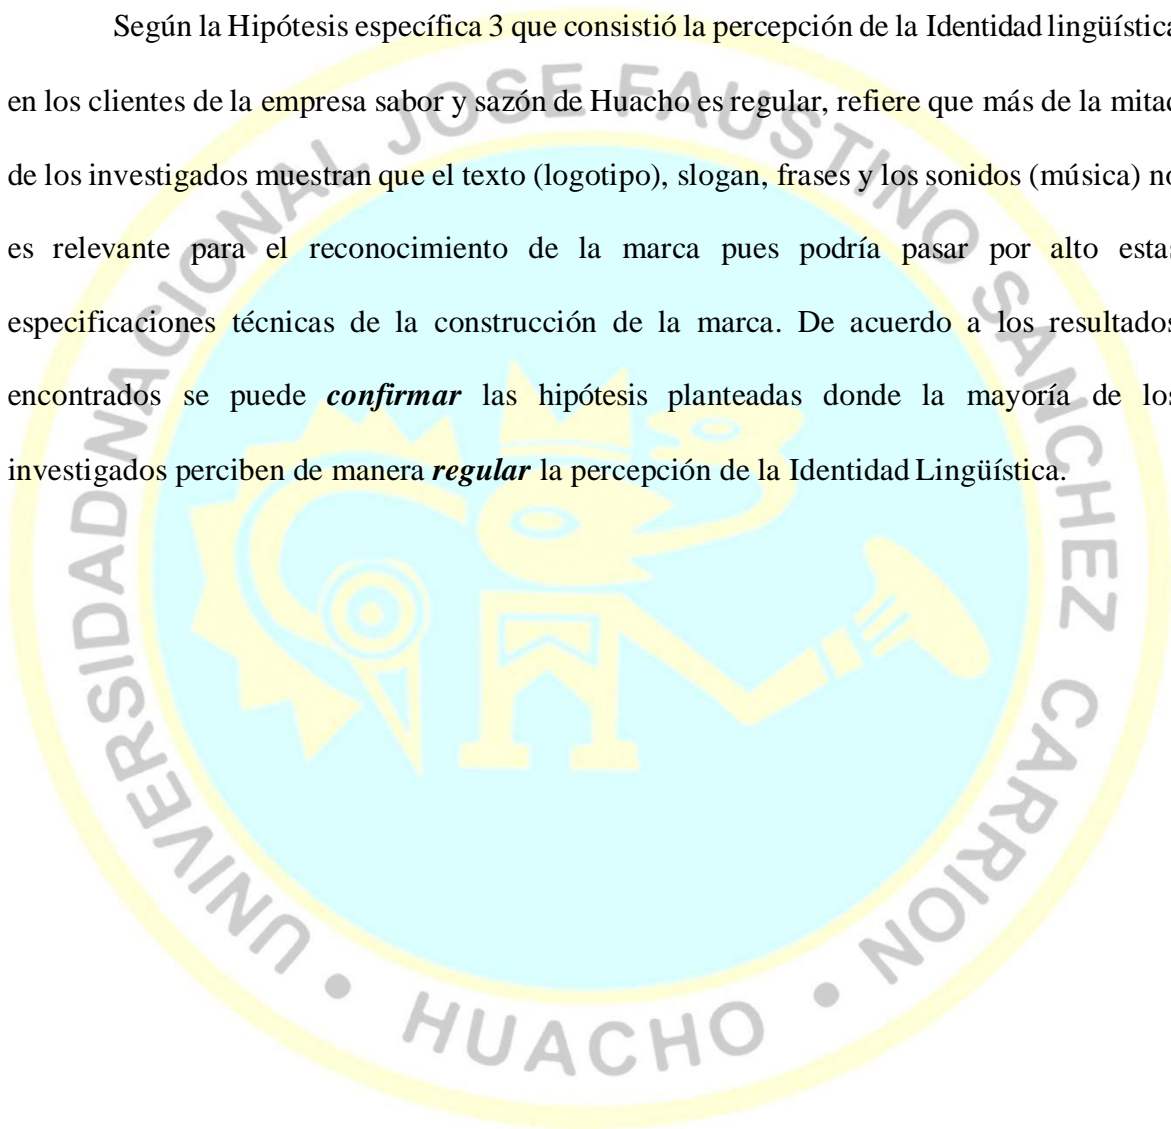 Según la Hipótesis específica 3 que consistió la percepción de la Identidad lingüística
en los clientes de la empresa sabor y sazón de Huacho es regular, refiere que más de la mitad
de los investigados muestran que el texto (logotipo), slogan, frases y los sonidos (música) no
es relevante para el reconocimiento de la marca pues podría pasar por alto estas
especificaciones técnicas de la construcción de la marca. De acuerdo a los resultados
encontrados se puede confirmar las hipótesis planteadas donde la mayoría de los
investigados perciben de manera regular la percepción de la Identidad Lingüística.
UNIVERSIDAD NACIONAL JOSE FAUSTINO SANCHEZ CARRION
• HUACHO •